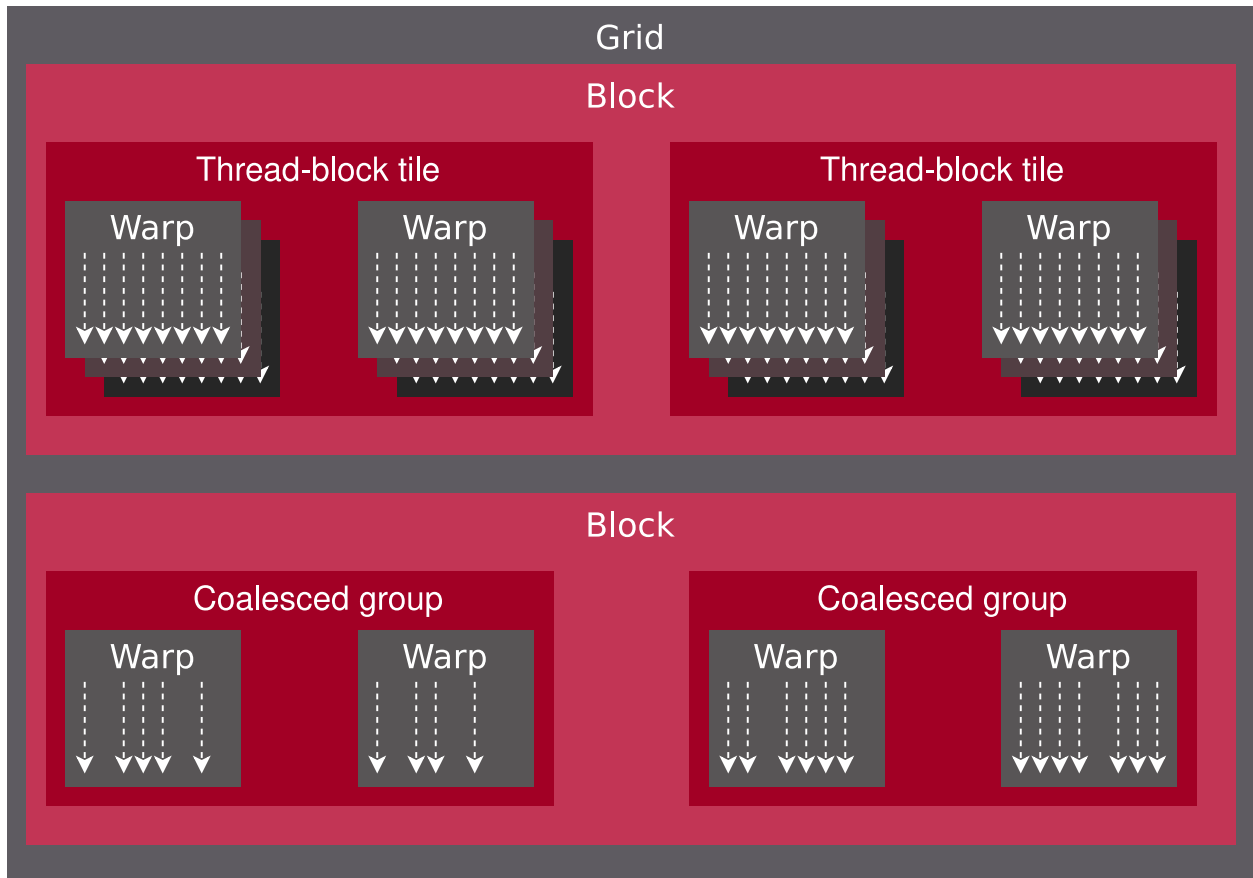 Grid
Block
Thread-block tile
Thread-block tile
Warp
Warp
Warp
Warp
Block
Coalesced group
Coalesced group
Warp
Warp
Warp
Warp